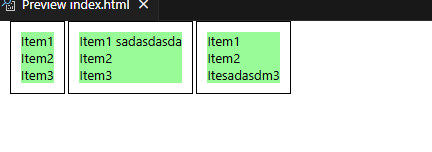 Preview index.html
Item1
Item2
Item3
Item1 sadasdasda
Item2
Item3
Item1
Item2
Itesadasdm3